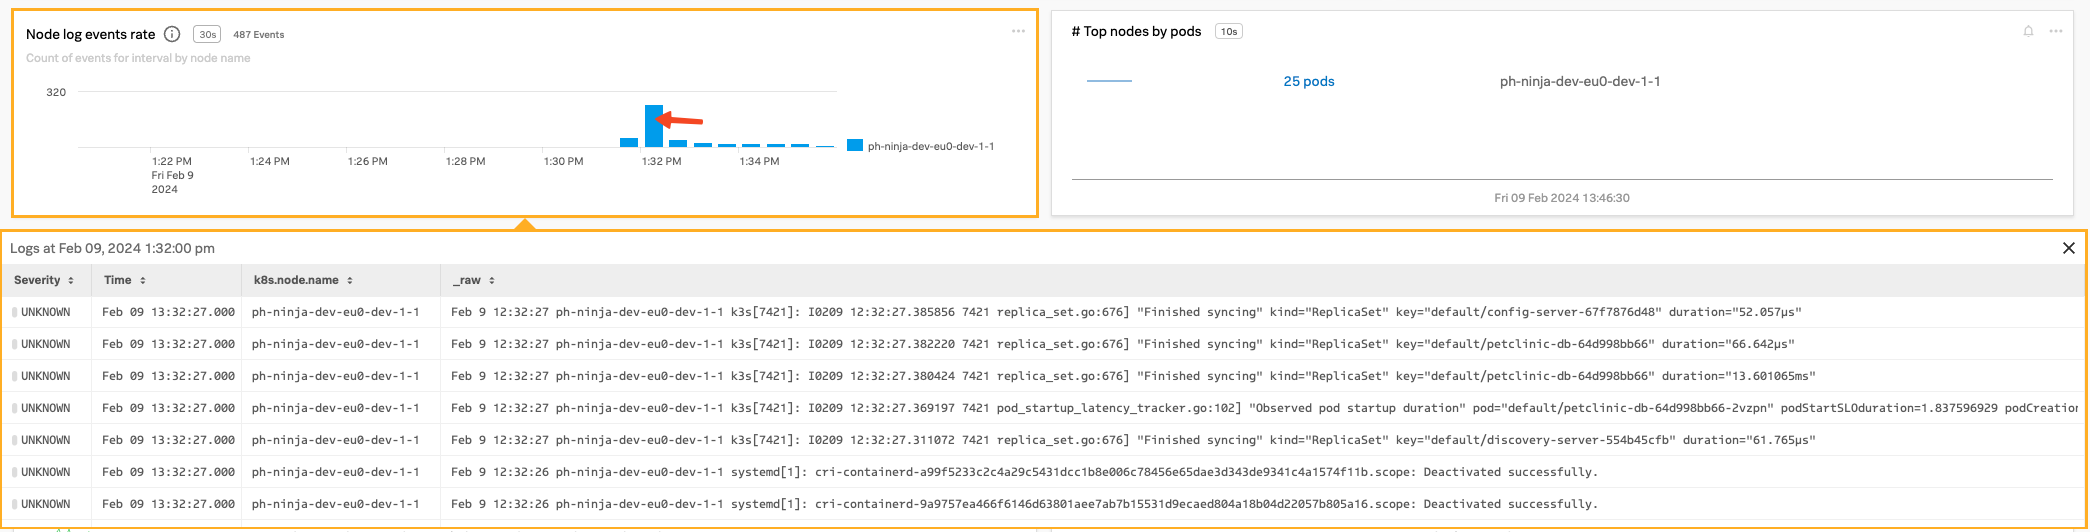 Node log events rate 30s 487 Events
Count of events for interval by node name
320
1:22 PM 1:24 PM 1:26 PM 1:28 PM 1:30 PM 1:32 PM 1:34 PM
Fri Feb 9
2024
ph-ninja-dev-eu0-dev-1-1
# Top nodes by pods 10s
25 pods ph-ninja-dev-eu0-dev-1-1
Fri 09 Feb 2024 13:46:30
Logs at Feb 09, 2024 1:32:00 pm
Severity Time k8s.node.name _raw
UNKNOWN Feb 09 13:32:27.000 ph-ninja-dev-eu0-dev-1-1 Feb 9 12:32:27 ph-ninja-dev-eu0-dev-1-1 k3s[7421]: I0209 12:32:27.385856 7421 replica_set.go:676] "Finished syncing" kind="ReplicaSet" key="default/config-server-67f7876d48" duration="52.057µs"
UNKNOWN Feb 09 13:32:27.000 ph-ninja-dev-eu0-dev-1-1 Feb 9 12:32:27 ph-ninja-dev-eu0-dev-1-1 k3s[7421]: I0209 12:32:27.382220 7421 replica_set.go:676] "Finished syncing" kind="ReplicaSet" key="default/petclinic-db-64d998bb66" duration="66.642µs"
UNKNOWN Feb 09 13:32:27.000 ph-ninja-dev-eu0-dev-1-1 Feb 9 12:32:27 ph-ninja-dev-eu0-dev-1-1 k3s[7421]: I0209 12:32:27.380424 7421 replica_set.go:676] "Finished syncing" kind="ReplicaSet" key="default/petclinic-db-64d998bb66" duration="13.601065ms"
UNKNOWN Feb 09 13:32:27.000 ph-ninja-dev-eu0-dev-1-1 Feb 9 12:32:27 ph-ninja-dev-eu0-dev-1-1 k3s[7421]: I0209 12:32:27.369197 7421 pod_startup_latency_tracker.go:102] "Observed pod startup duration" pod="default/petclinic-db-64d998bb66-2vzpn" podStartSLOduration=1.837596929 podCreation
UNKNOWN Feb 09 13:32:27.000 ph-ninja-dev-eu0-dev-1-1 Feb 9 12:32:27 ph-ninja-dev-eu0-dev-1-1 k3s[7421]: I0209 12:32:27.311072 7421 replica_set.go:676] "Finished syncing" kind="ReplicaSet" key="default/discovery-server-554b45cfb" duration="61.765µs"
UNKNOWN Feb 09 13:32:27.000 ph-ninja-dev-eu0-dev-1-1 Feb 9 12:32:26 ph-ninja-dev-eu0-dev-1-1 systemd[1]: cri-containerd-a99f5233c2c4a29c5431dcc1b8e006c78456e65dae3d343de9341c4a1574f11b.scope: Deactivated successfully.
UNKNOWN Feb 09 13:32:27.000 ph-ninja-dev-eu0-dev-1-1 Feb 9 12:32:26 ph-ninja-dev-eu0-dev-1-1 systemd[1]: cri-containerd-9a9757ea466f6146d63801aee7ab7b15531d9ecaed804a18b04d22057b805a16.scope: Deactivated successfully.